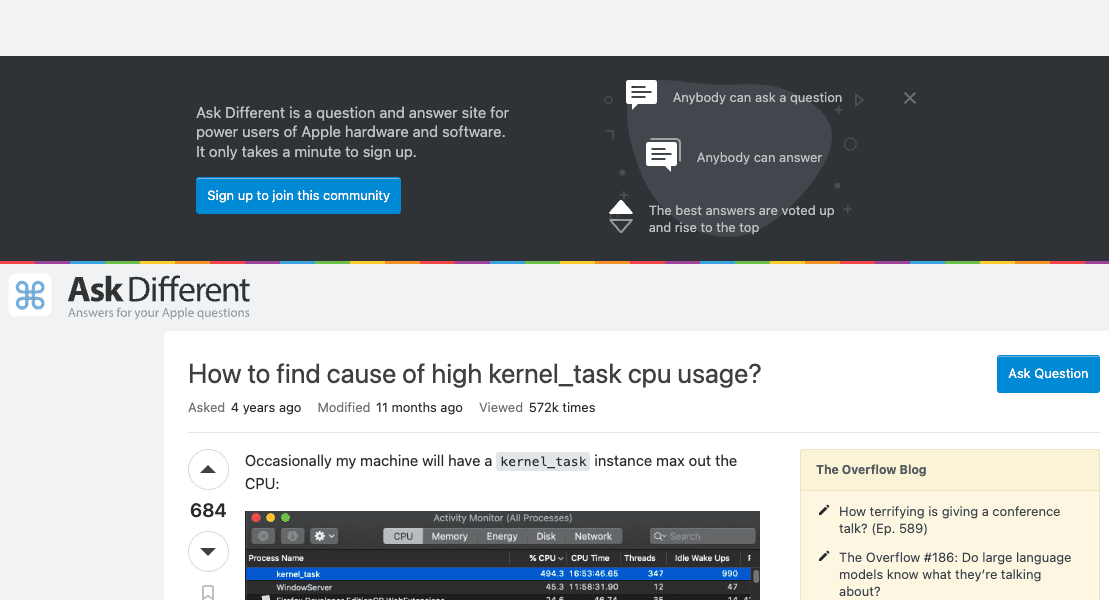 Ask Different is a question and answer site for
power users of Apple hardware and software.
It only takes a minute to sign up.
Sign up to join this community
Anybody can ask a question
Anybody can answer
The best answers are voted up
and rise to the top
Ask Different
Answers for your Apple questions
How to find cause of high kernel_task cpu usage?
Ask Question
Asked 4 years ago Modified 11 months ago Viewed 572k times
Occasionally my machine will have a kernel_task instance max out the
CPU:
684
Activity Monitor (All Processes)
CPU Memory Energy Disk Network Search
Process Name % CPU CPU Time Threads Idle Wake Ups
kernel_task 494.3 16:53:46.65 347 990
WindowServer 45.3 11:58:31.90 12 47
The Overflow Blog
How terrifying is giving a conference
talk? (Ep. 589)
The Overflow #186: Do large language
models know what they're talking
about?